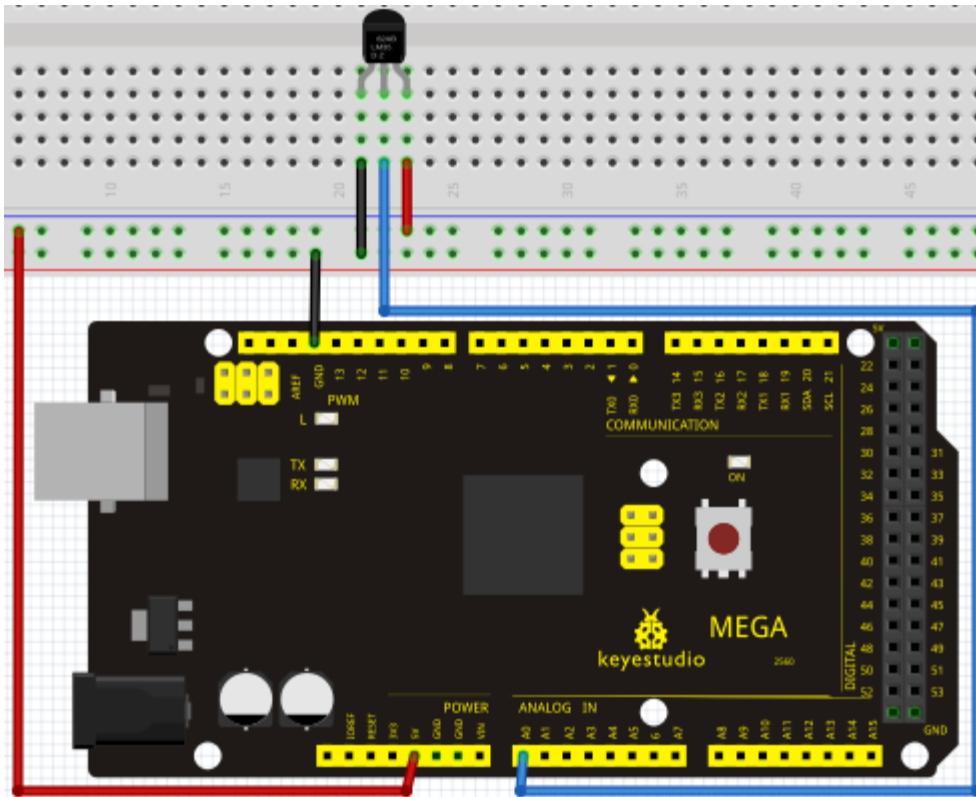 LM35
10 15 20 25 30 35 40 45
5V
AREF GND 13 12 11 10 9 8 7 6 5 4 3 2 TX0 1 RX0 0 TX3 14 RX3 15 TX2 16 RX2 17 TX1 18 RX1 19 SDA 20 SCL 21
PWM
L
COMMUNICATION
TX
RX
ON
22
24
26
28
30 31
32 33
34 35
36 37
38 39
40 41
42 43
44 45
46 47
48 49
50 51
52 53
MEGA
keyestudio
2560
DIGITAL
POWER
ANALOG IN
IOREF RESET 3V3 5V GND GND VIN A0 A1 A2 A3 A4 A5 6 A7 A8 A9 A10 A11 A12 A13 A14 A15
GND